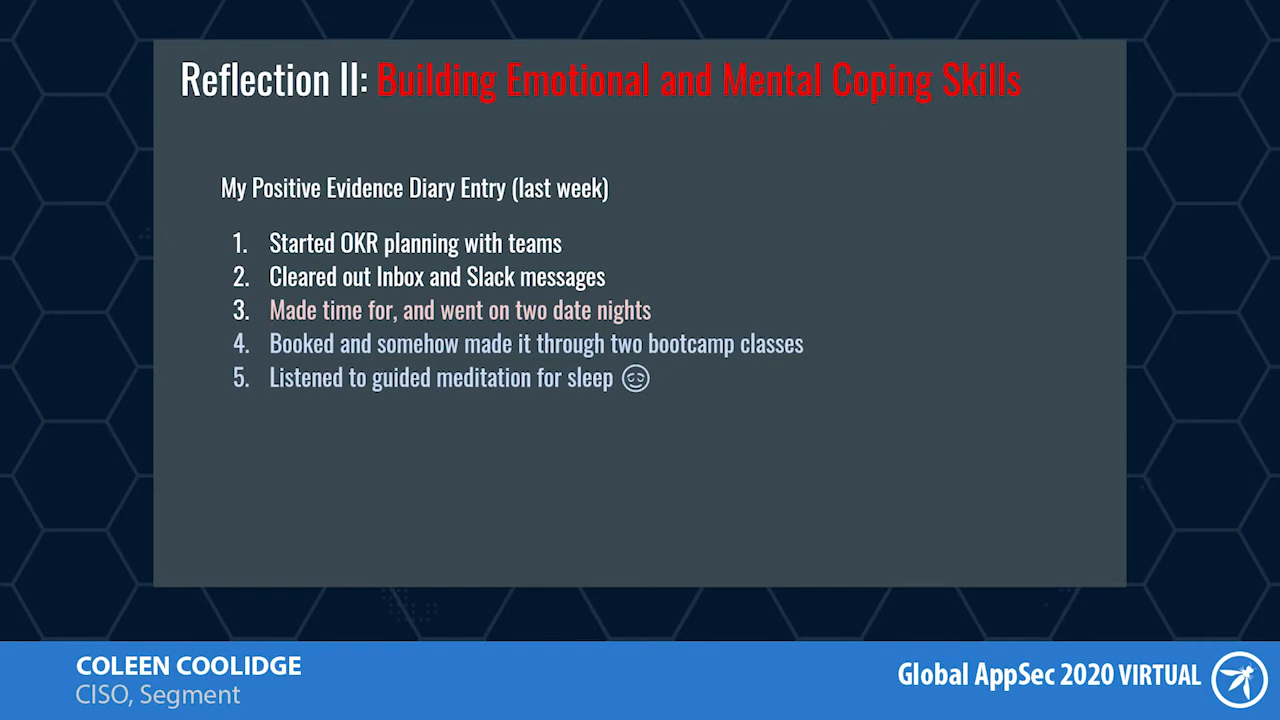 Reflection II: Building Emotional and Mental Coping Skills
My Positive Evidence Diary Entry (last week)
1. Started OKR planning with teams
2. Cleared out Inbox and Slack messages
3. Made time for, and went on two date nights
4. Booked and somehow made it through two bootcamp classes
5. Listened to guided meditation for sleep 😌
COLEEN COOLIDGE
CISO, Segment
Global AppSec 2020 VIRTUAL